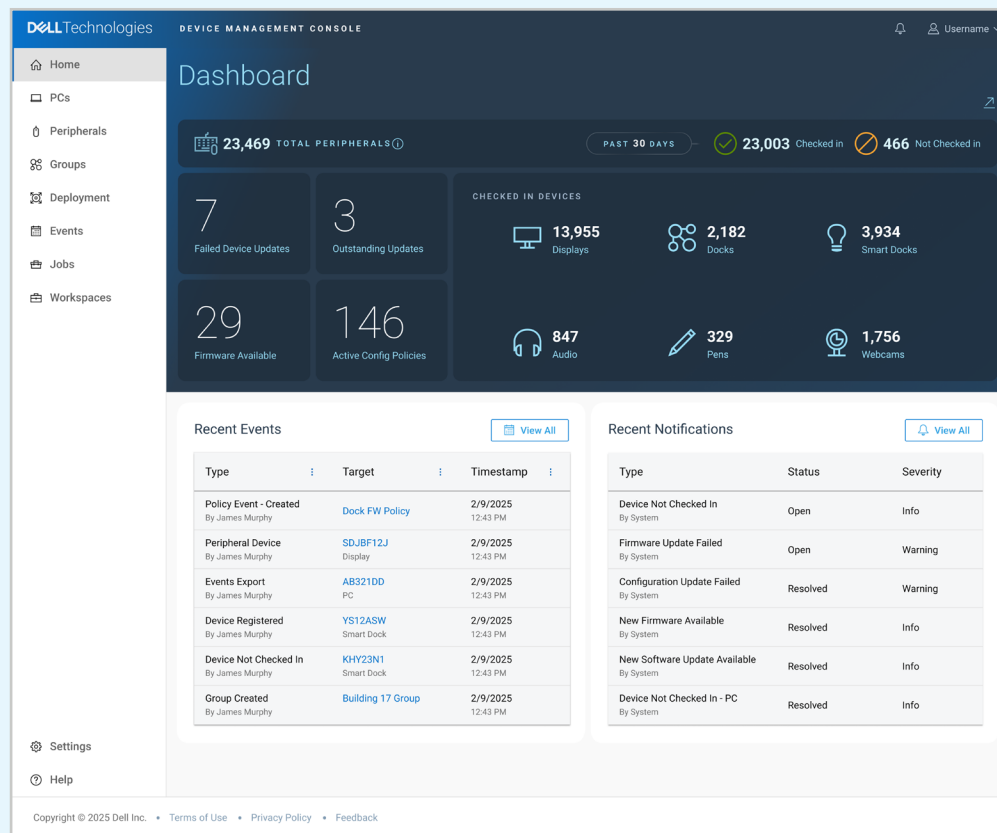 DELLTechnologies DEVICE MANAGEMENT CONSOLE Username
Home
PCs
Peripherals
Groups
Deployment
Events
Jobs
Workspaces
Settings
Help
Dashboard
23,469 TOTAL PERIPHERALS
PAST 30 DAYS
23,003 Checked in
466 Not Checked in
7
Failed Device Updates
3
Outstanding Updates
29
Firmware Available
146
Active Config Policies
CHECKED IN DEVICES
13,955
Displays
2,182
Docks
3,934
Smart Docks
847
Audio
329
Pens
1,756
Webcams
Recent Events View All
Type Target Timestamp
Policy Event - Created Dock FW Policy 2/9/2025
By James Murphy 12:43 PM
Peripheral Device SDJBF12J 2/9/2025
By James Murphy Display 12:43 PM
Events Export AB321DD 2/9/2025
By James Murphy PC 12:43 PM
Device Registered YS12ASW 2/9/2025
By James Murphy Smart Dock 12:43 PM
Device Not Checked In KHY23N1 2/9/2025
By James Murphy Smart Dock 12:43 PM
Group Created Building 17 Group 2/9/2025
By James Murphy 12:43 PM
Recent Notifications View All
Type Status Severity
Device Not Checked In Open Info
By System
Firmware Update Failed Open Warning
By System
Configuration Update Failed Resolved Warning
By System
New Firmware Available Resolved Info
By System
New Software Update Available Resolved Info
By System
Device Not Checked In - PC Resolved Info
By System
Copyright © 2025 Dell Inc. • Terms of Use • Privacy Policy • Feedback